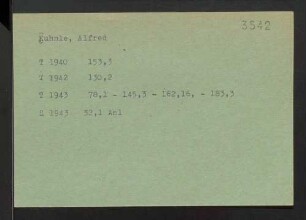 3542
Kuhnle, Alfred
T 1940 153,3
T 1942 130,2
T 1943 78,2 - 145,3 - 162,16, - 183,3
L 1943 52,1 Anl